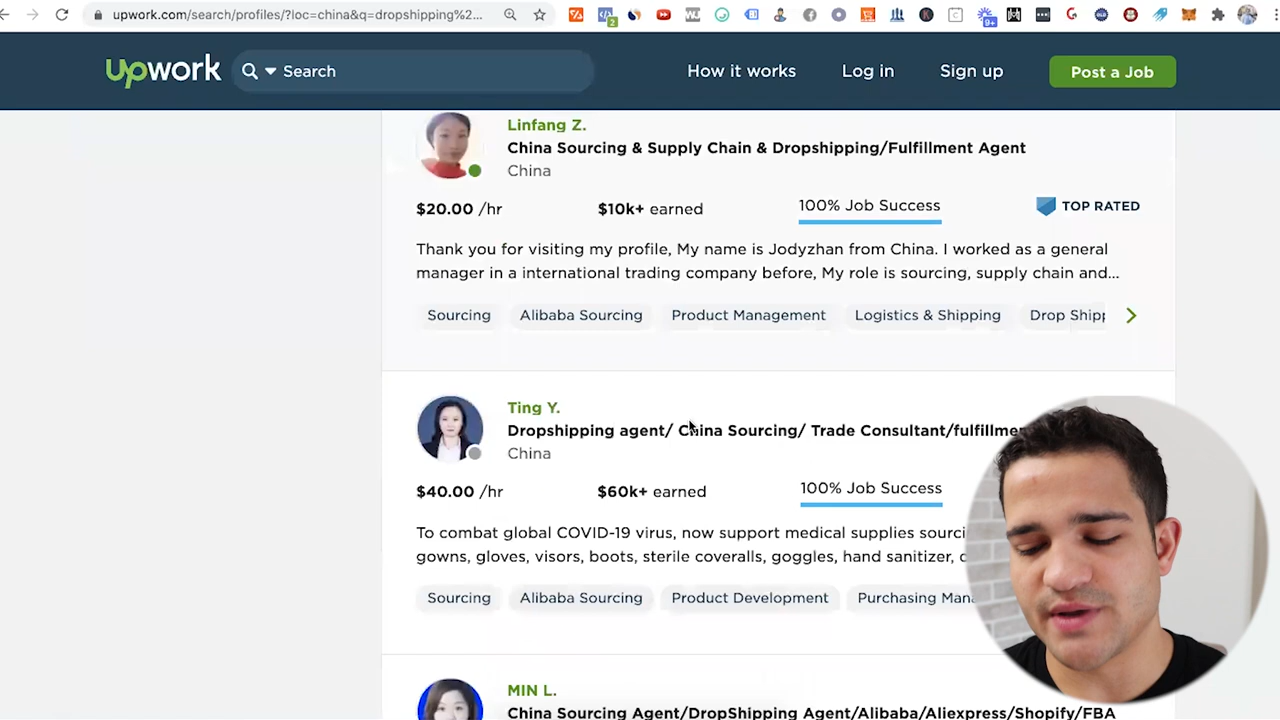 upwork.com/search/profiles/?loc=china&q=dropshipping%2...
2
9+
upwork
Search
How it works
Log in
Sign up
Post a Job
Linfang Z.
China Sourcing & Supply Chain & Dropshipping/Fulfillment Agent
China
$20.00 /hr
$10k+ earned
100% Job Success
TOP RATED
Thank you for visiting my profile, My name is Jodyzhan from China. I worked as a general
manager in a international trading company before, My role is sourcing, supply chain and...
Sourcing
Alibaba Sourcing
Product Management
Logistics & Shipping
Drop Shipp
Ting Y.
Dropshipping agent/ China Sourcing/ Trade Consultant/fulfillme
China
$40.00 /hr
$60k+ earned
100% Job Success
To combat global COVID-19 virus, now support medical supplies sourci
gowns, gloves, visors, boots, sterile coveralls, goggles, hand sanitizer,
Sourcing
Alibaba Sourcing
Product Development
Purchasing Mana
MIN L.
China Sourcing Agent/DropShipping Agent/Alibaba/Aliexpress/Shopify/FBA